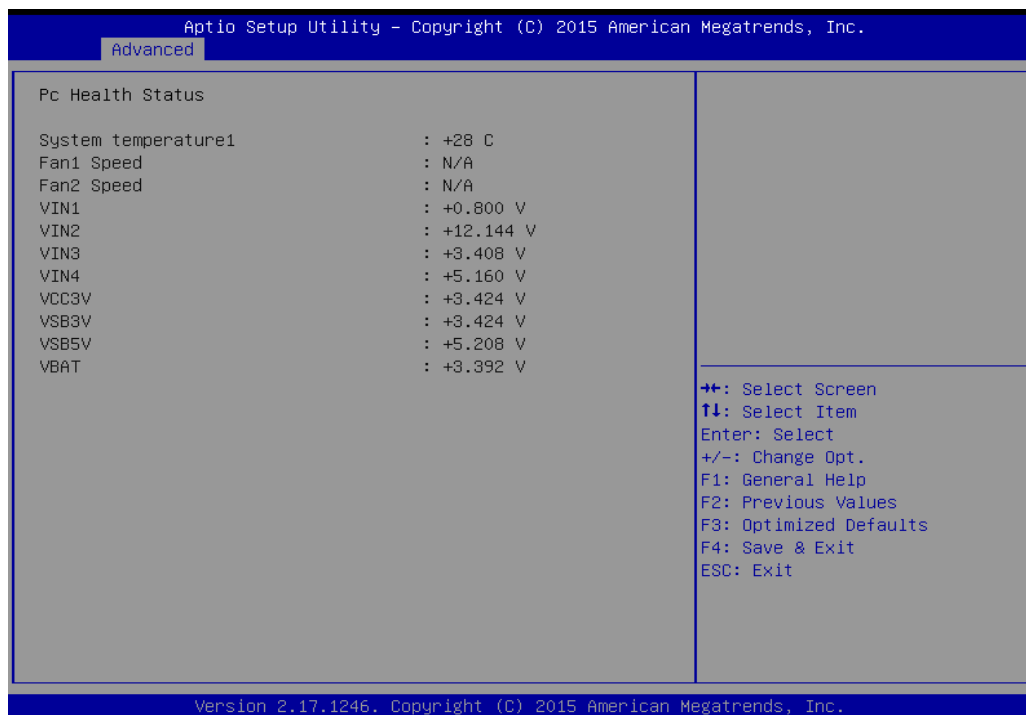 Aptio Setup Utility – Copyright (C) 2015 American Megatrends, Inc.
Advanced
Pc Health Status
System temperature1 : +28 C
Fan1 Speed : N/A
Fan2 Speed : N/A
VIN1 : +0.800 V
VIN2 : +12.144 V
VIN3 : +3.408 V
VIN4 : +5.160 V
VCC3V : +3.424 V
VSB3V : +3.424 V
VSB5V : +5.208 V
VBAT : +3.392 V
→←: Select Screen
↑↓: Select Item
Enter: Select
+/-: Change Opt.
F1: General Help
F2: Previous Values
F3: Optimized Defaults
F4: Save & Exit
ESC: Exit
Version 2.17.1246. Copyright (C) 2015 American Megatrends, Inc.